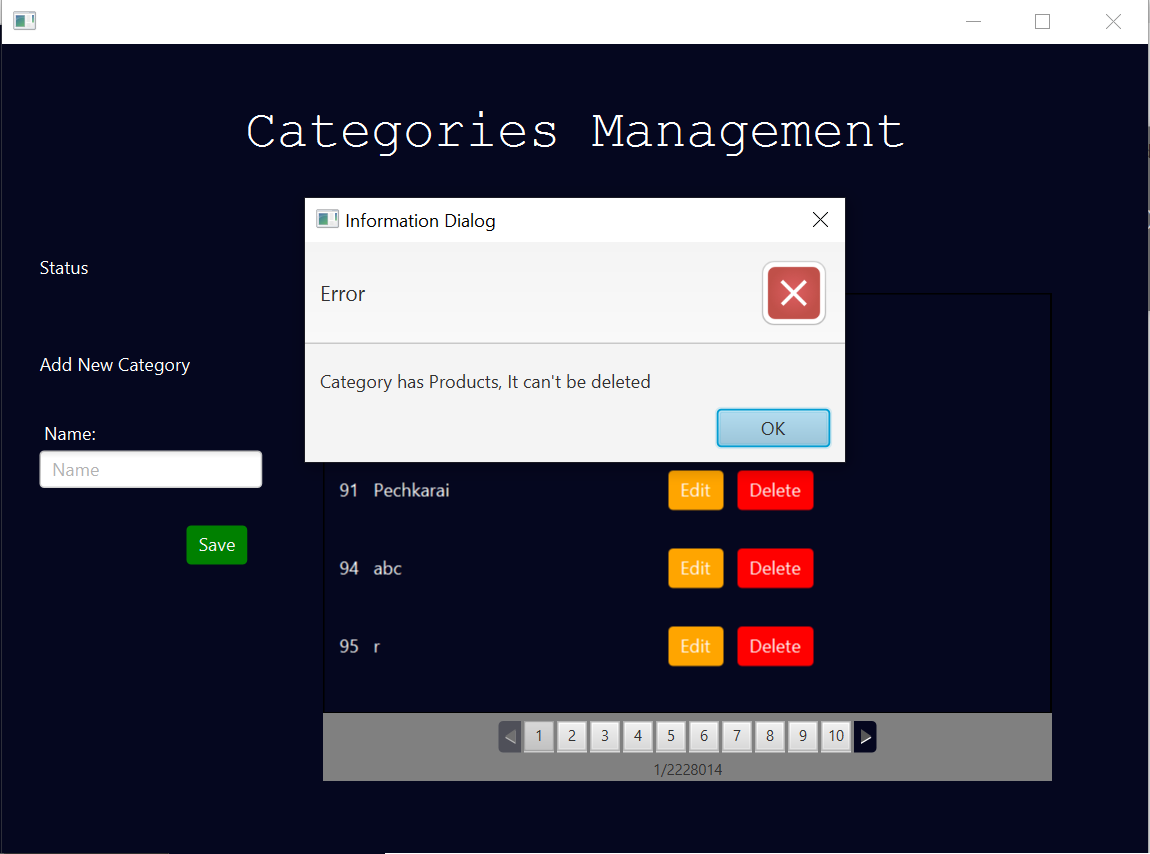 Categories Management
Information Dialog
Error
Category has Products, It can't be deleted
OK
Status
Add New Category
Name:
Name
Save
91 Pechkarai Edit Delete
94 abc Edit Delete
95 r Edit Delete
1 2 3 4 5 6 7 8 9 10
1/2228014